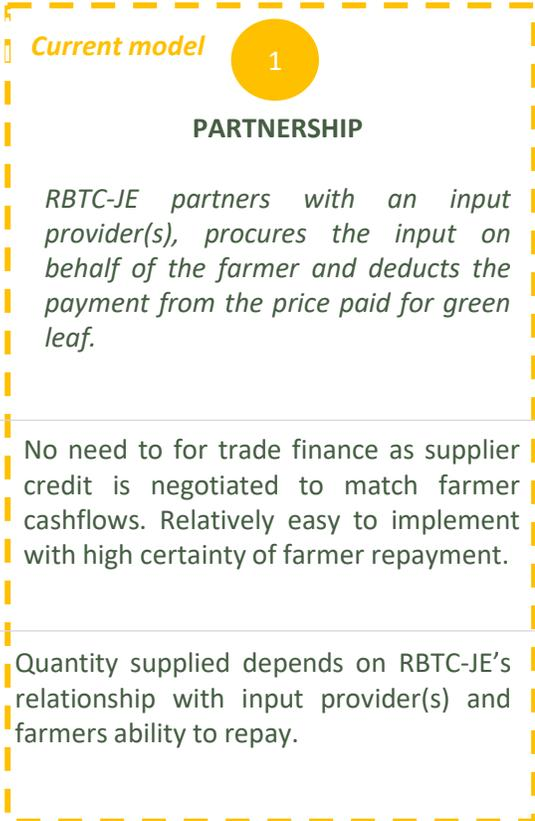 Current model
1
PARTNERSHIP
RBTC-JE partners with an input
provider(s), procures the input on
behalf of the farmer and deducts the
payment from the price paid for green
leaf.
No need to for trade finance as supplier
credit is negotiated to match farmer
cashflows. Relatively easy to implement
with high certainty of farmer repayment.
Quantity supplied depends on RBTC-JE’s
relationship with input provider(s) and
farmers ability to repay.